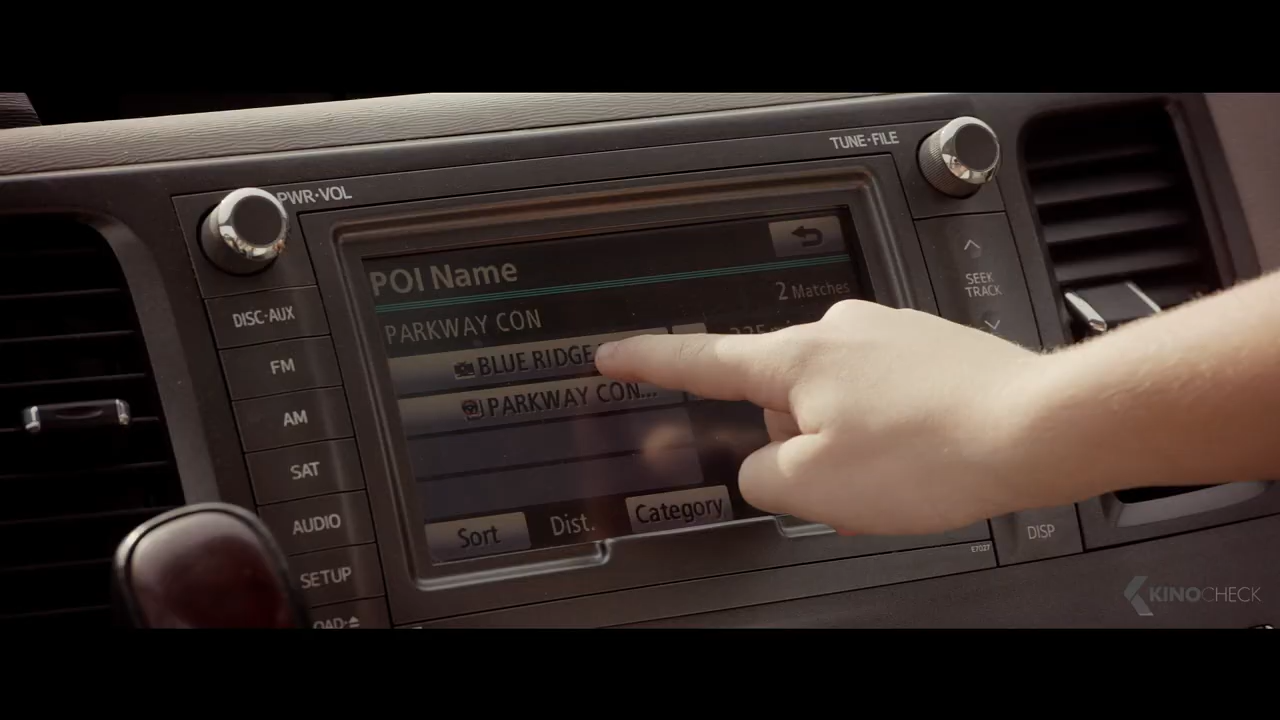 TUNE•FILE
PWR•VOL
POI Name
2 Matches
SEEK
TRACK
DISC•AUX
PARKWAY CON
BLUE RIDGE
FM
PARKWAY CON...
AM
SAT
Sort
Dist.
Category
AUDIO
DISP
E7027
SETUP
KINOCHECK